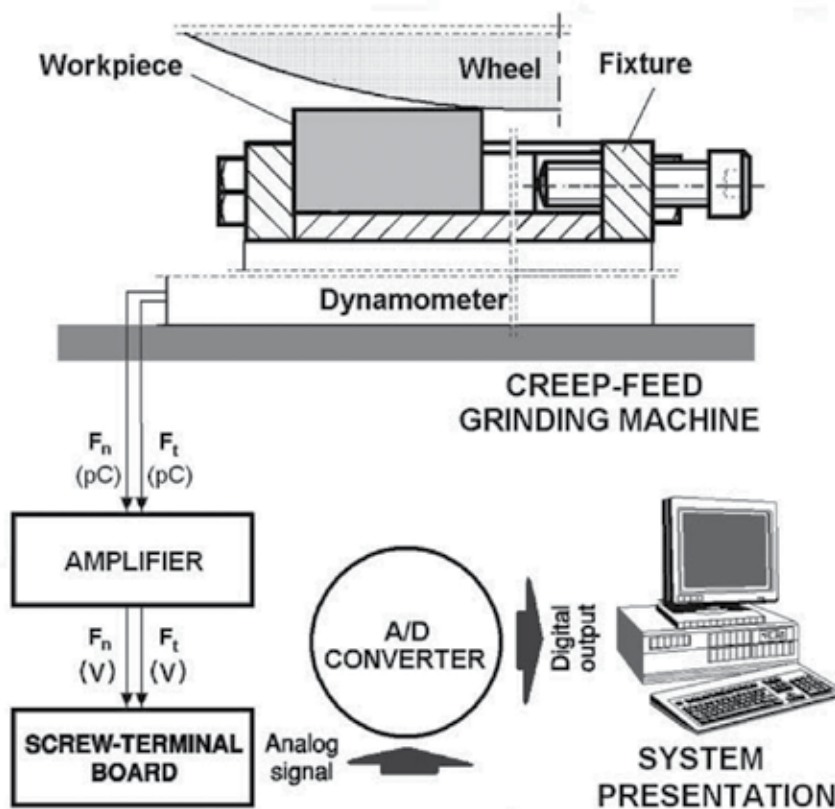 Workpiece
Wheel
Fixture
Dynamometer
CREEP-FEED
GRINDING MACHINE
Fn Ft
(pC) (pC)
AMPLIFIER
Fn Ft
(V) (V)
SCREW-TERMINAL
BOARD
Analog
signal
A/D
CONVERTER
Digital
output
SYSTEM
PRESENTATION